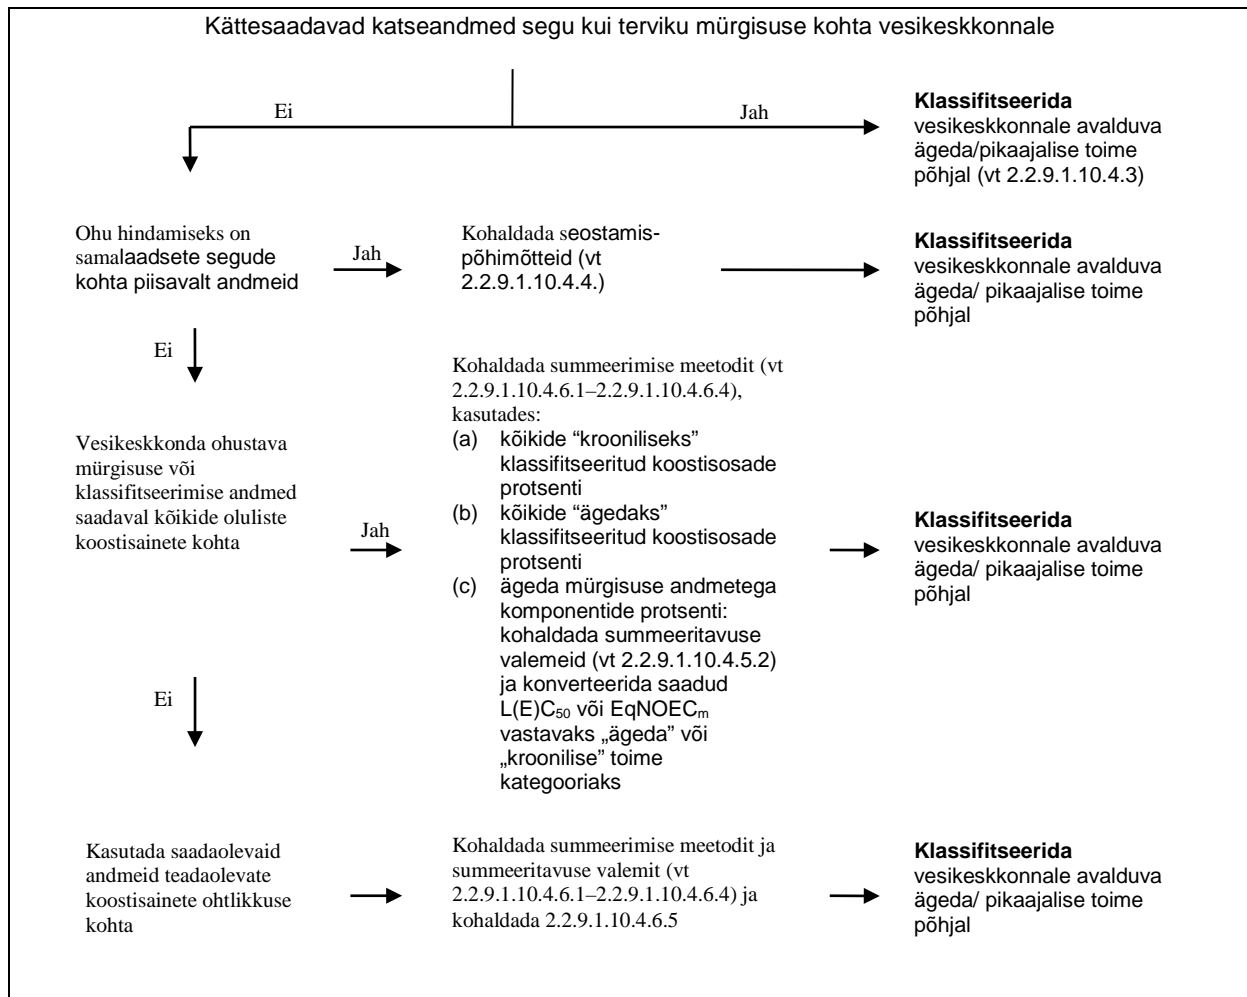 Kättesaadavad katseandmed segu kui terviku mürgisuse kohta vesikeskkonnale
Ei
Jah
Klassifitseerida
vesikeskkonnale avalduva
ägeda/pikaajalise toime
põhjal (vt 2.2.9.1.10.4.3)
Ohu hindamiseks on
samalaadsete segude
kohta piisavalt andmeid
Jah
Kohaldada seostamis-
põhimõtteid (vt
2.2.9.1.10.4.4.)
Klassifitseerida
vesikeskkonnale avalduva
ägeda/ pikaajalise toime
põhjal
Ei
Vesikeskkonda ohustava
mürgisuse või
klassifitseerimise andmed
saadaval kõikide oluliste
koostisainete kohta
Jah
Kohaldada summeerimise meetodit (vt
2.2.9.1.10.4.6.1–2.2.9.1.10.4.6.4),
kasutades:
(a) kõikide “krooniliseks”
klassifitseeritud koostisosade
protsenti
(b) kõikide “ägedaks”
klassifitseeritud koostisosade
protsenti
(c) ägeda mürgisuse andmetega
komponentide protsenti:
kohaldada summeeritavuse
valemeid (vt 2.2.9.1.10.4.5.2)
ja konverteerida saadud
L(E)C₅₀ või EqNOECₘ
vastavaks „ägeda” või
„kroonilise” toime
kategooriaks
Klassifitseerida
vesikeskkonnale avalduva
ägeda/ pikaajalise toime
põhjal
Ei
Kasutada saadaolevaid
andmeid teadaolevate
koostisainete ohtlikkuse
kohta
Kohaldada summeerimise meetodit ja
summeeritavuse valemit (vt
2.2.9.1.10.4.6.1–2.2.9.1.10.4.6.4) ja
kohaldada 2.2.9.1.10.4.6.5
Klassifitseerida
vesikeskkonnale avalduva
ägeda/ pikaajalise toime
põhjal